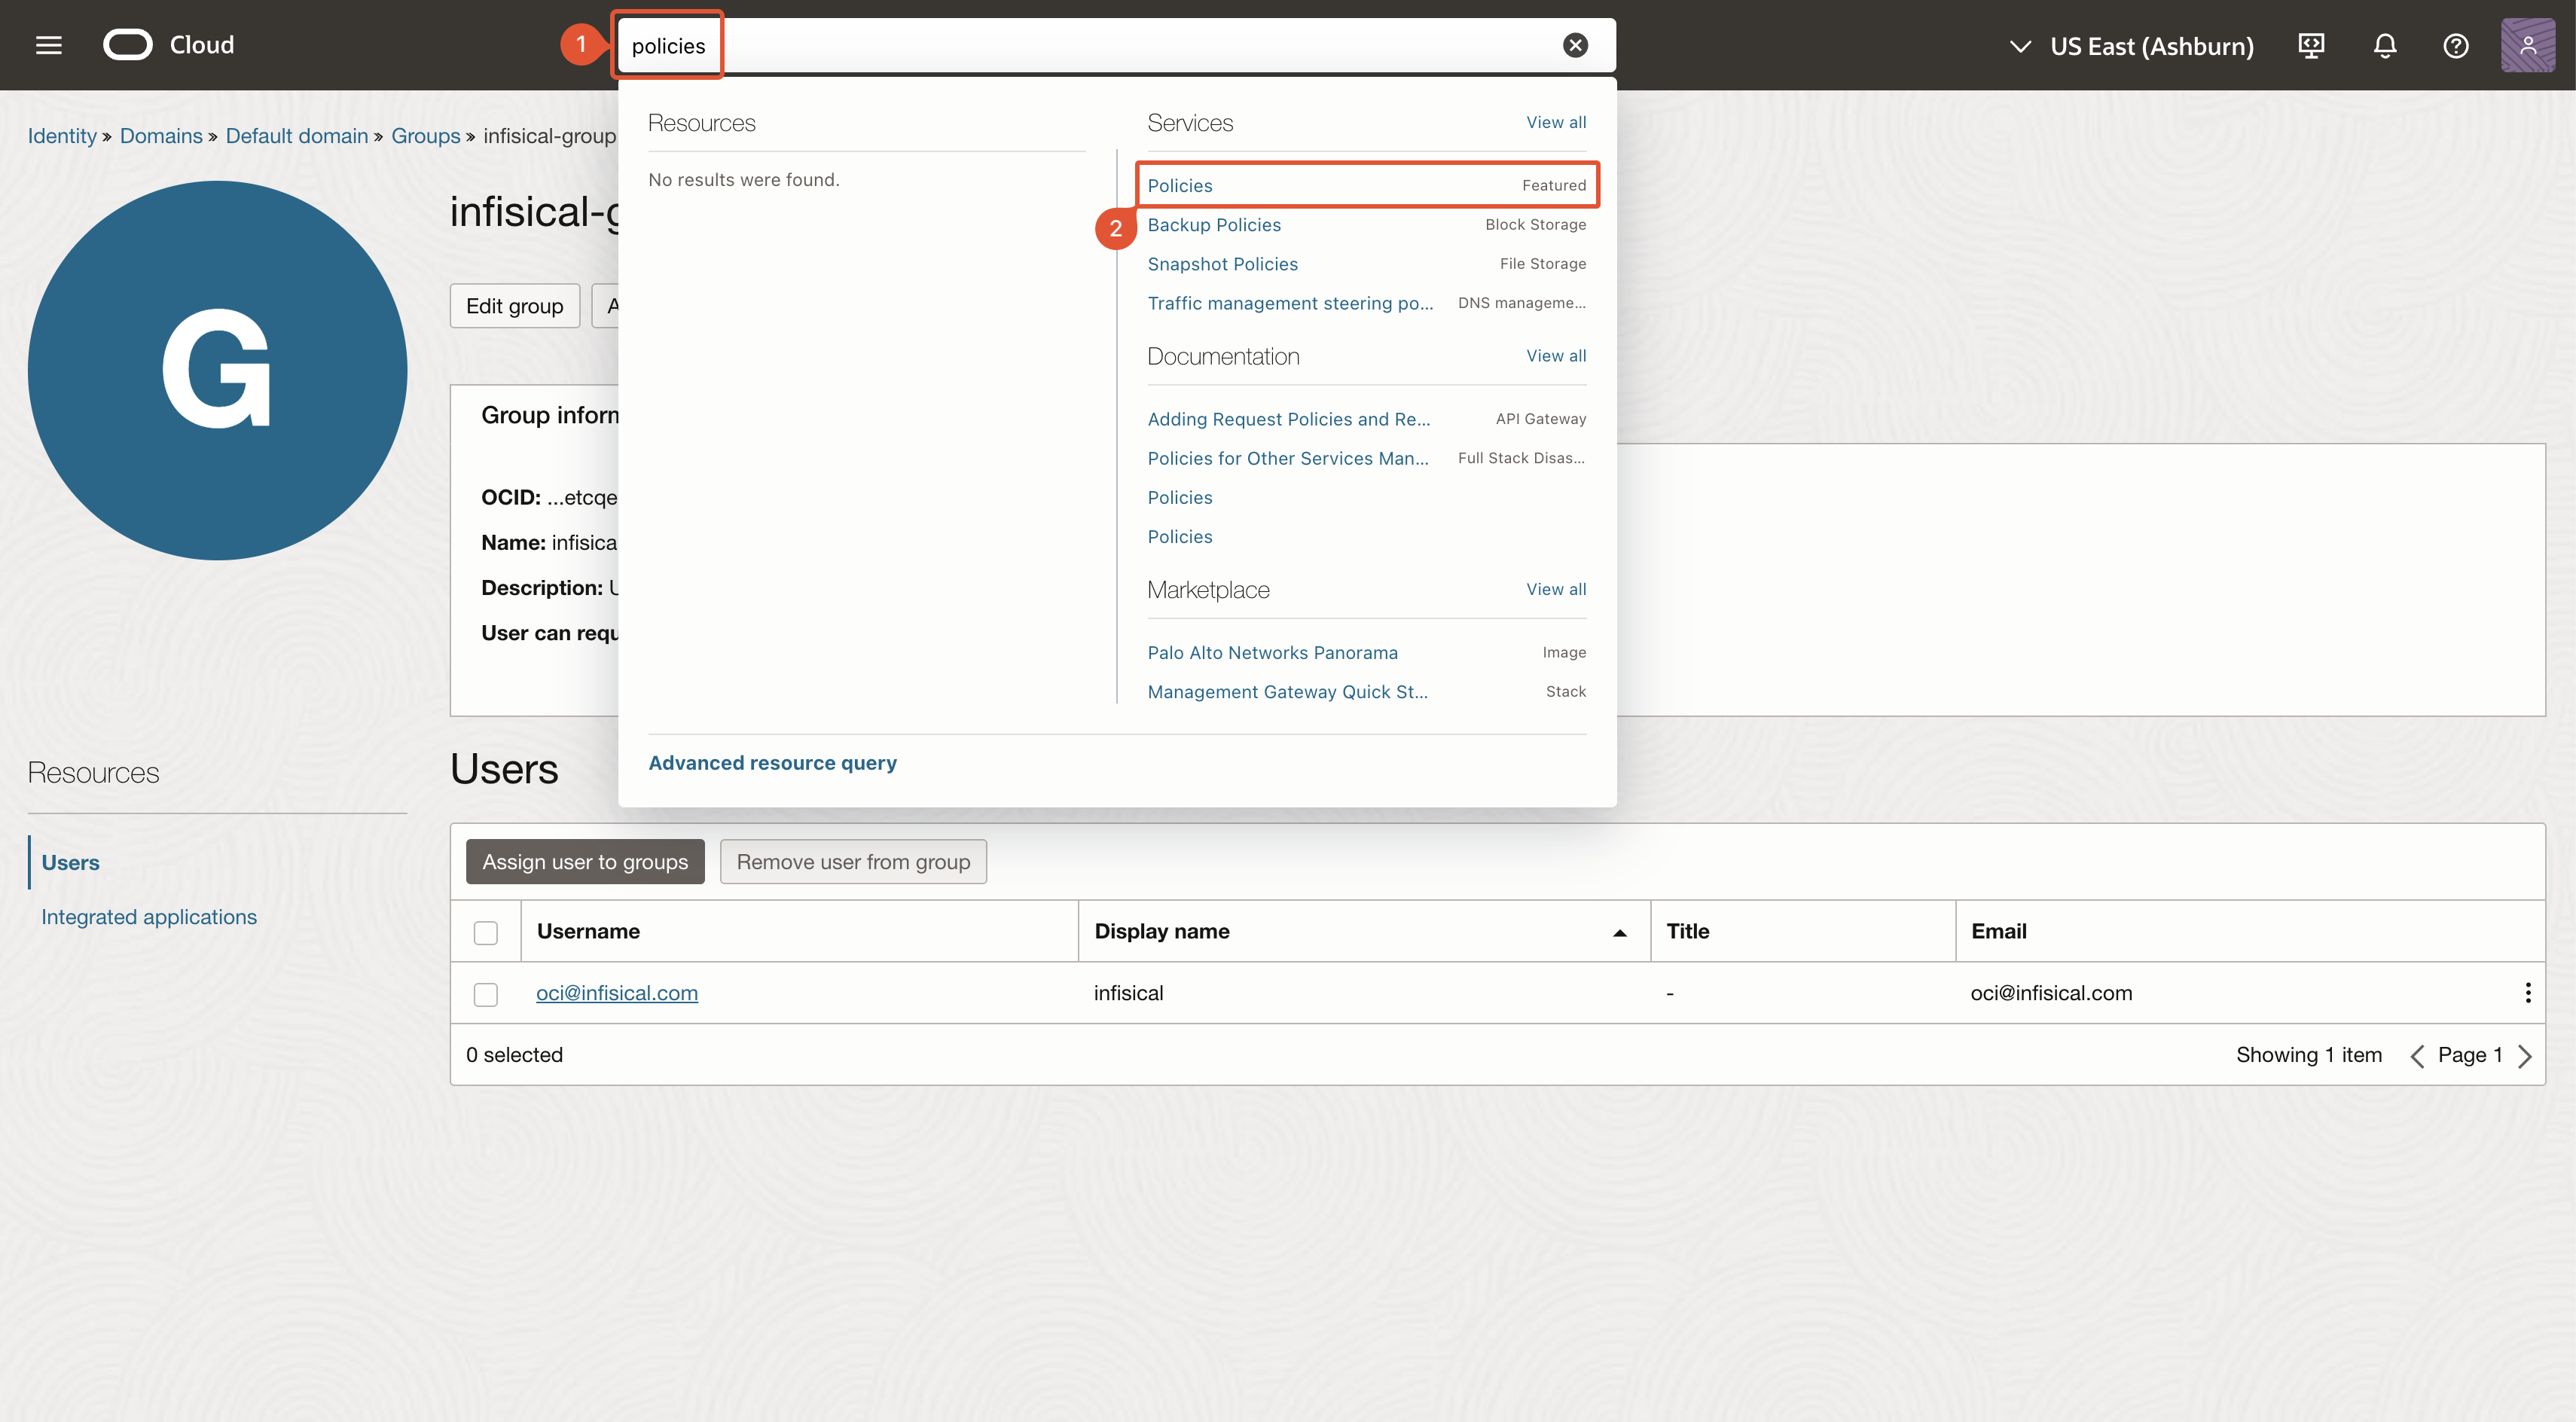 Cloud
1
policies
US East (Ashburn)
Identity » Domains » Default domain » Groups » infisical-group
Resources
No results were found.
Services View all
Policies Featured
2
Backup Policies Block Storage
Snapshot Policies File Storage
Traffic management steering po... DNS manageme...
Documentation View all
Adding Request Policies and Re... API Gateway
Policies for Other Services Man... Full Stack Disas...
Policies
Policies
Marketplace View all
Palo Alto Networks Panorama Image
Management Gateway Quick St... Stack
Advanced resource query
G
infisical-g
Edit group A
Group inforn
OCID: ...etcqe
Name: infisica
Description: U
User can requ
Resources
Users
Integrated applications
Users
Assign user to groups Remove user from group
Username Display name Title Email
oci@infisical.com infisical - oci@infisical.com
0 selected Showing 1 item Page 1